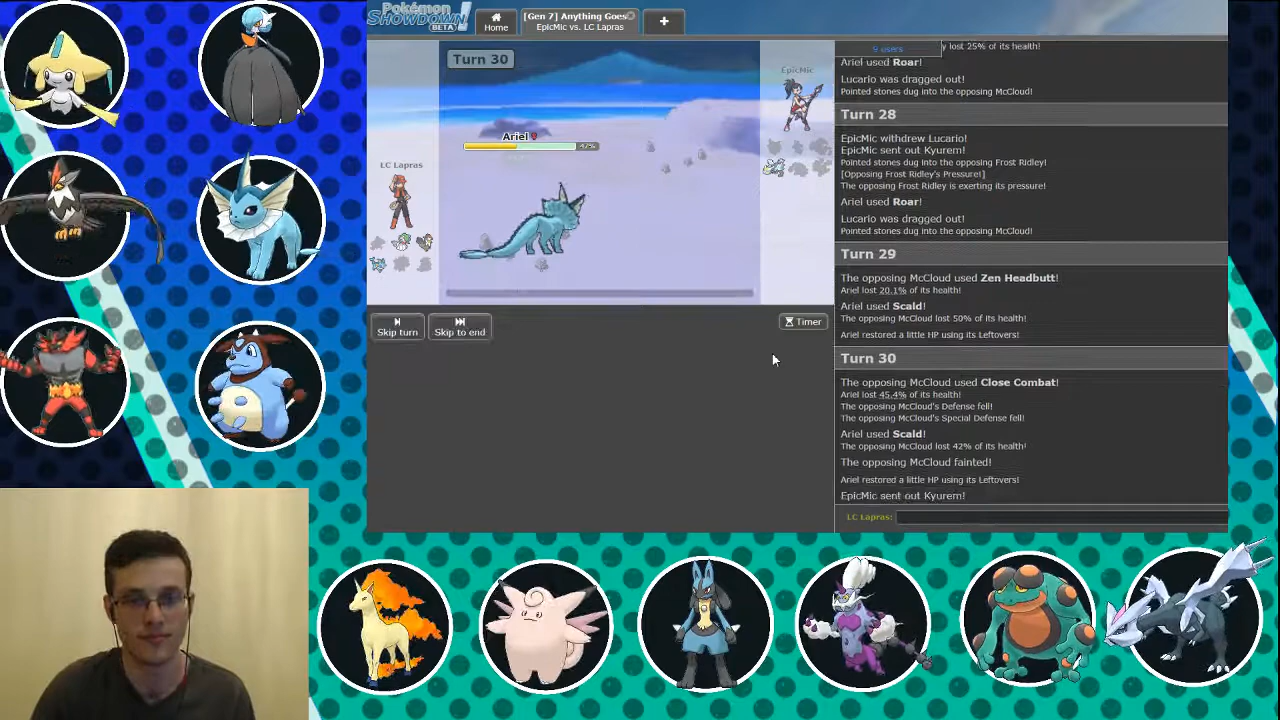 Pokémon
SHOWDOWN!
BETA
Home
[Gen 7] Anything Goes
EpicMic vs. LC Lapras
+
Turn 30
EpicMic
Ariel
47%
LC Lapras
Skip turn
Skip to end
Timer
9 users
y lost 25% of its health!
Ariel used Roar!
Lucario was dragged out!
Pointed stones dug into the opposing McCloud!
Turn 28
EpicMic withdrew Lucario!
EpicMic sent out Kyurem!
Pointed stones dug into the opposing Frost Ridley!
[Opposing Frost Ridley's Pressure!]
The opposing Frost Ridley is exerting its pressure!
Ariel used Roar!
Lucario was dragged out!
Pointed stones dug into the opposing McCloud!
Turn 29
The opposing McCloud used Zen Headbutt!
Ariel lost 20.1% of its health!
Ariel used Scald!
The opposing McCloud lost 50% of its health!
Ariel restored a little HP using its Leftovers!
Turn 30
The opposing McCloud used Close Combat!
Ariel lost 45.4% of its health!
The opposing McCloud's Defense fell!
The opposing McCloud's Special Defense fell!
Ariel used Scald!
The opposing McCloud lost 42% of its health!
The opposing McCloud fainted!
Ariel restored a little HP using its Leftovers!
EpicMic sent out Kyurem!
LC Lapras: